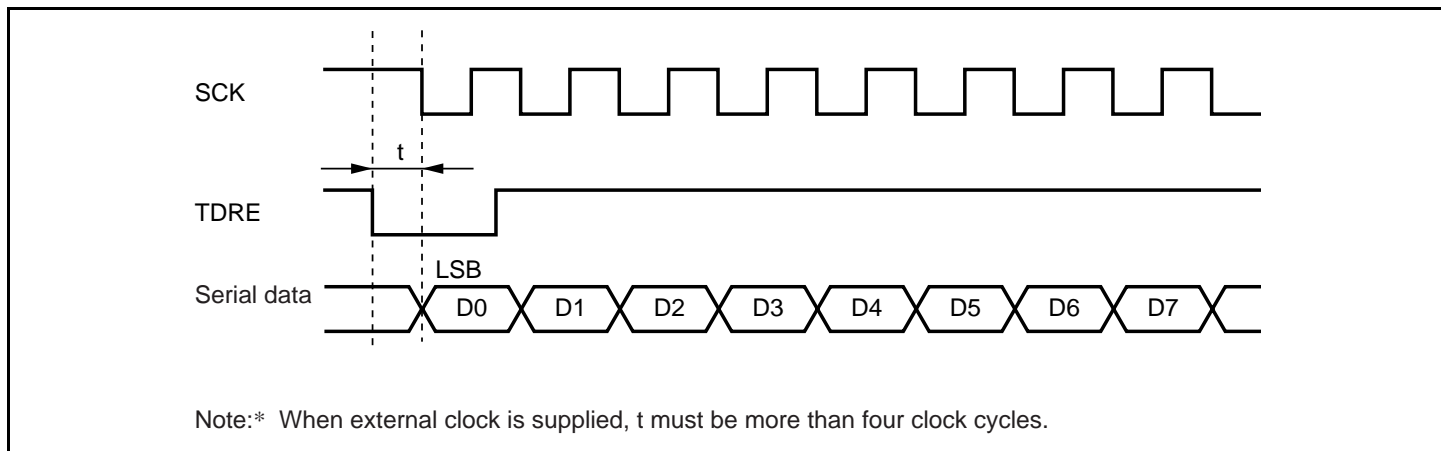 SCK
t
TDRE
LSB
Serial data D0 D1 D2 D3 D4 D5 D6 D7
Note:* When external clock is supplied, t must be more than four clock cycles.